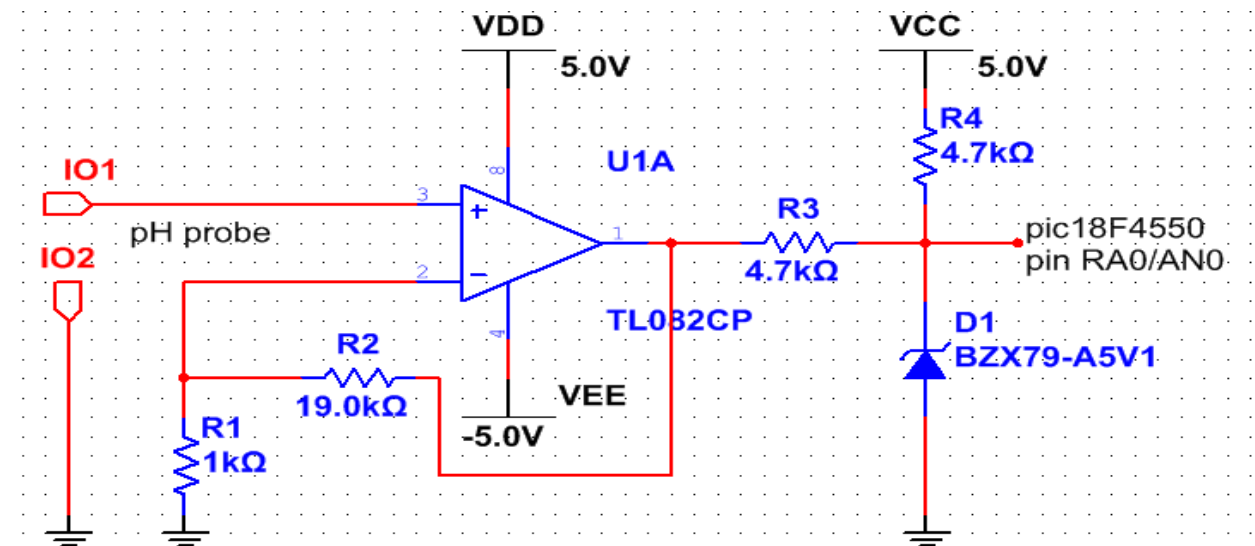 VDD
5.0V
VCC
5.0V
R4
4.7kΩ
IO1
U1A
8
3
+
pH probe
R3
4.7kΩ
1
pic18F4550
pin RA0/AN0
IO2
2
−
4
TL082CP
D1
BZX79-A5V1
R2
19.0kΩ
VEE
-5.0V
R1
1kΩ